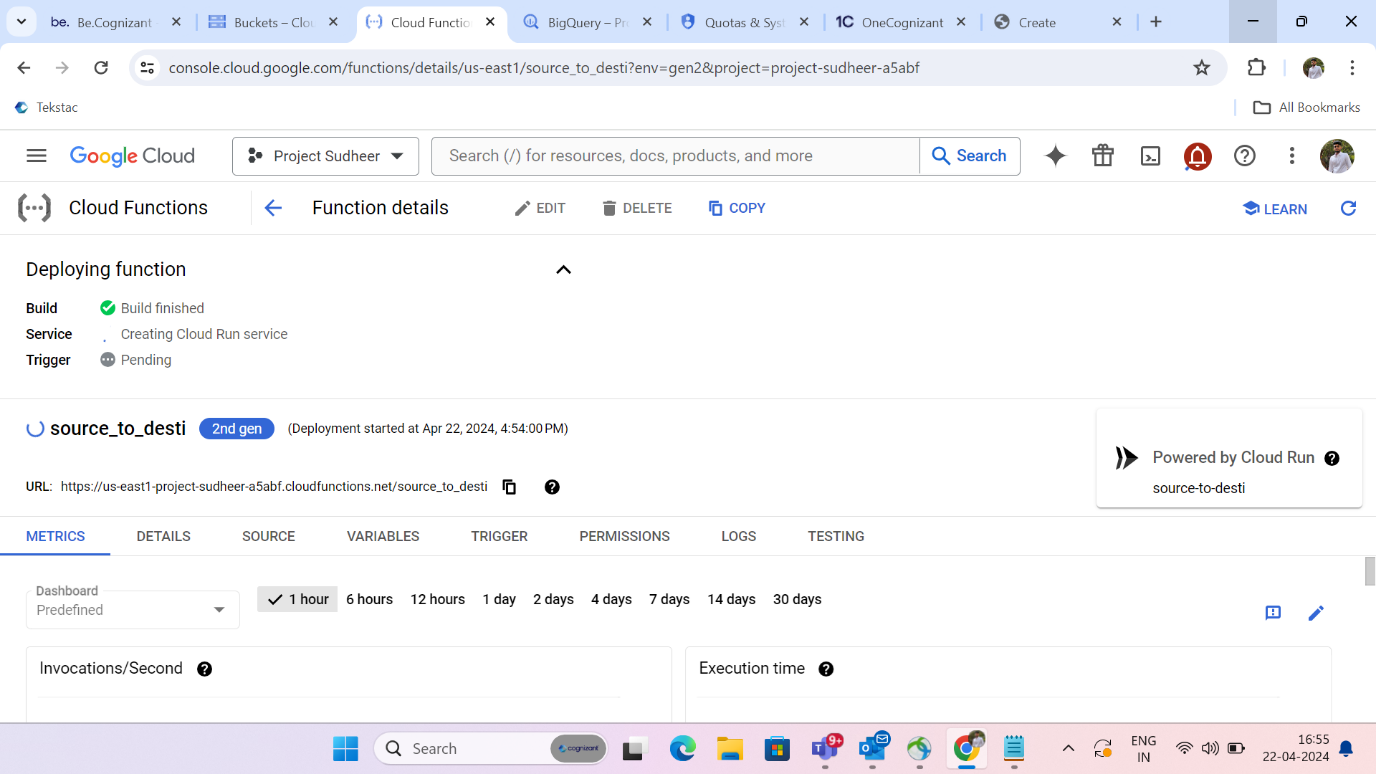 be. Be.Cognizant
Buckets – Clou
Cloud Functio
BigQuery – Pr
Quotas & Syst
1C OneCognizant
Create
console.cloud.google.com/functions/details/us-east1/source_to_desti?env=gen2&project=project-sudheer-a5abf
Tekstac
All Bookmarks
Google Cloud
Project Sudheer
Search (/) for resources, docs, products, and more
Search
Cloud Functions
Function details
EDIT
DELETE
COPY
LEARN
Deploying function
Build Build finished
Service Creating Cloud Run service
Trigger Pending
source_to_desti 2nd gen (Deployment started at Apr 22, 2024, 4:54:00 PM)
Powered by Cloud Run
source-to-desti
URL: https://us-east1-project-sudheer-a5abf.cloudfunctions.net/source_to_desti
METRICS DETAILS SOURCE VARIABLES TRIGGER PERMISSIONS LOGS TESTING
Dashboard
Predefined
1 hour 6 hours 12 hours 1 day 2 days 4 days 7 days 14 days 30 days
Invocations/Second
Execution time
Search
cognizant
9+
ENG
IN
16:55
22-04-2024